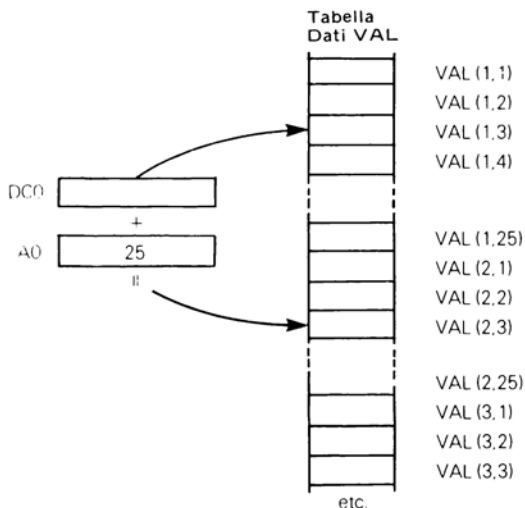 Tabella
Dati VAL
VAL (1,1)
VAL (1,2)
VAL (1,3)
VAL (1,4)
DC0
+
A0 25
=
VAL (1,25)
VAL (2,1)
VAL (2,2)
VAL (2,3)
VAL (2,25)
VAL (3,1)
VAL (3,2)
VAL (3,3)
etc.